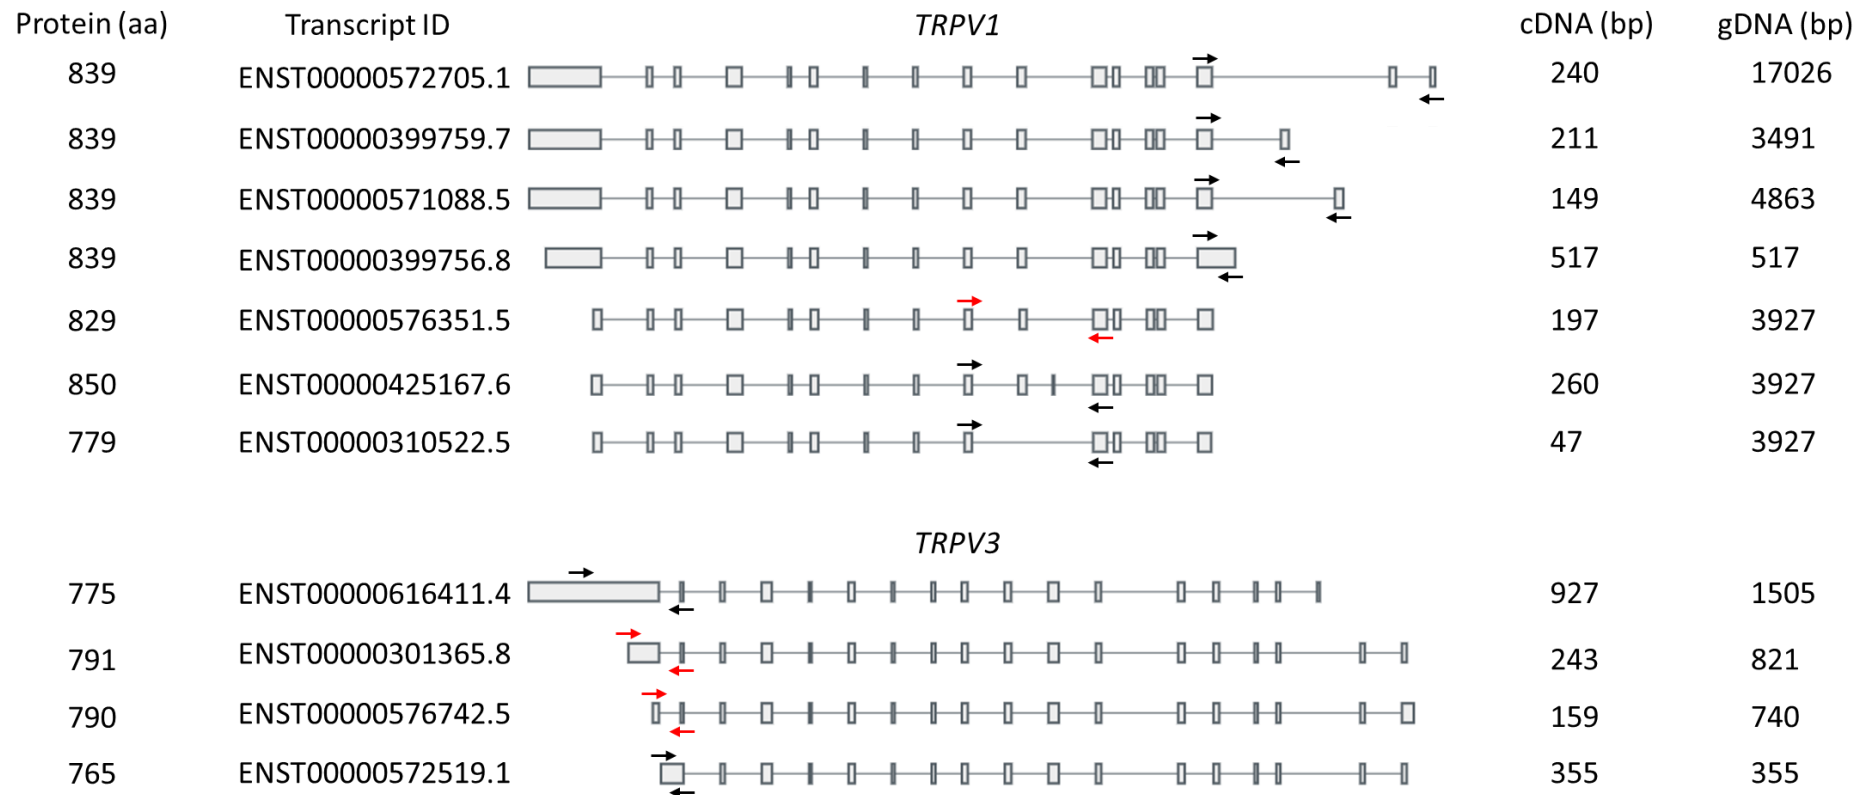 Protein (aa) Transcript ID TRPV1 cDNA (bp) gDNA (bp)
839 ENST00000572705.1 240 17026
839 ENST00000399759.7 211 3491
839 ENST00000571088.5 149 4863
839 ENST00000399756.8 517 517
829 ENST00000576351.5 197 3927
850 ENST00000425167.6 260 3927
779 ENST00000310522.5 47 3927
TRPV3
775 ENST00000616411.4 927 1505
791 ENST00000301365.8 243 821
790 ENST00000576742.5 159 740
765 ENST00000572519.1 355 355